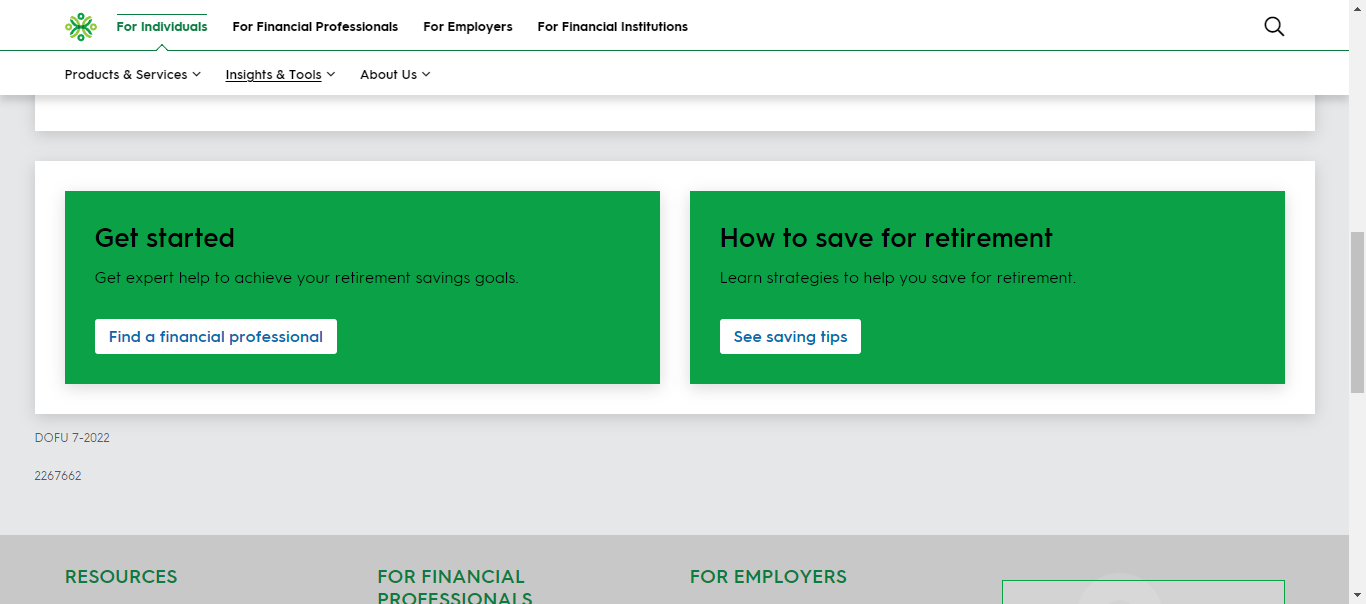 For Individuals For Financial Professionals For Employers For Financial Institutions
Products & Services Insights & Tools About Us
Get started
Get expert help to achieve your retirement savings goals.
Find a financial professional
How to save for retirement
Learn strategies to help you save for retirement.
See saving tips
DOFU 7-2022
2267662
RESOURCES
FOR FINANCIAL
PROFESSIONALS
FOR EMPLOYERS